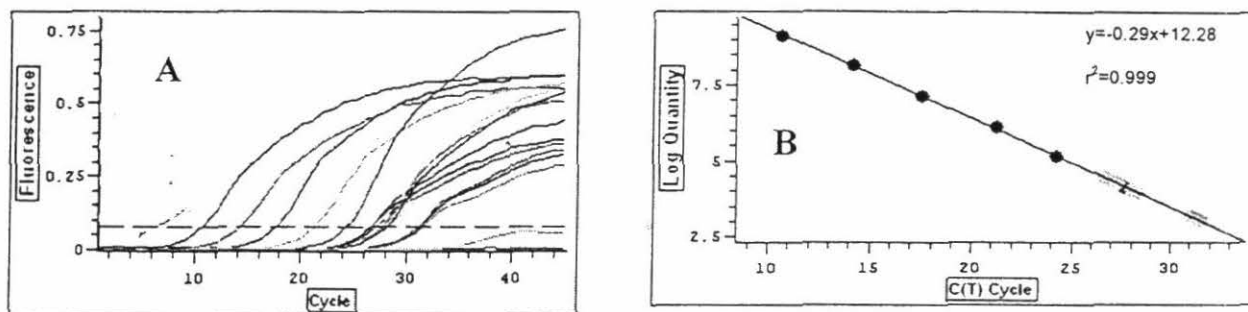 0.75
A
0.5
Fluorescence
0.25
0
10
20
30
40
Cycle
y=-0.29x+12.28
r²=0.999
7.5
Log Quantity
B
5
2.5
10
15
20
25
30
C(T) Cycle